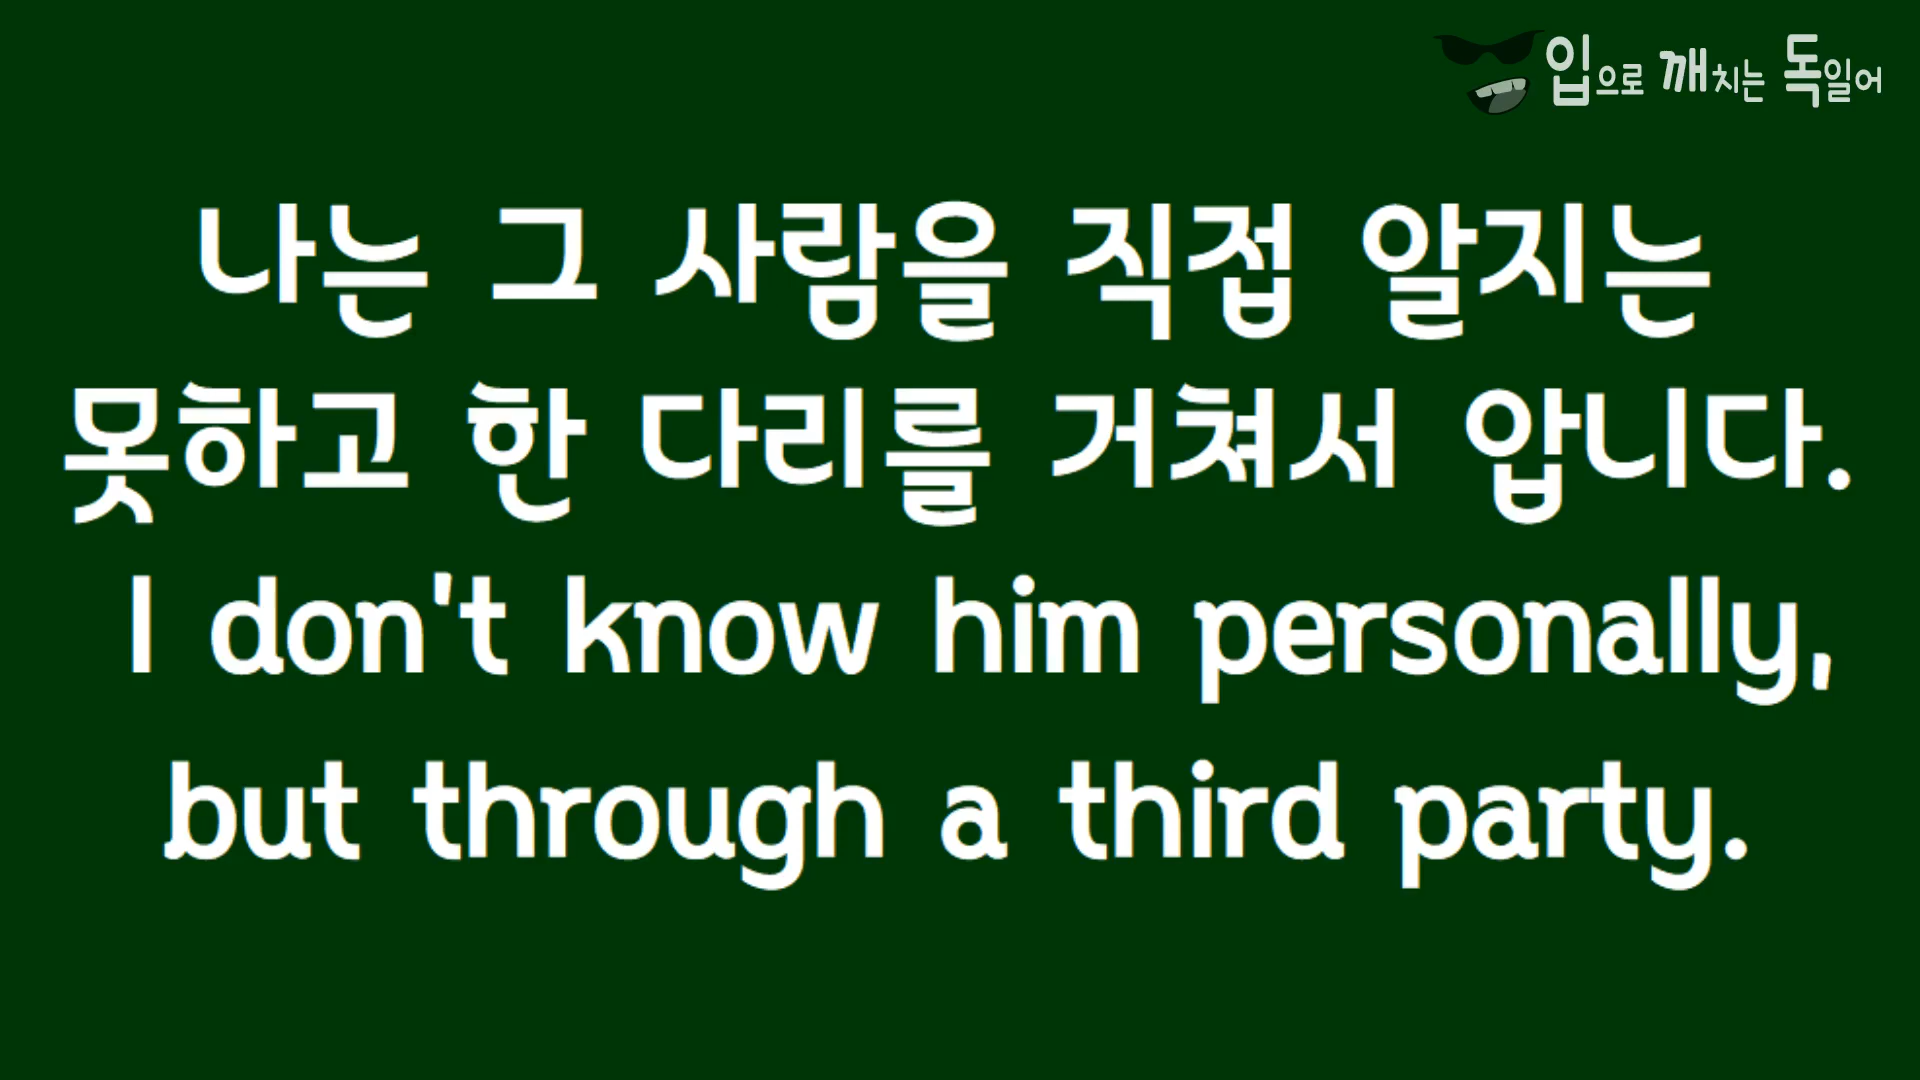 입으로 깨치는 독일어
나는 그 사람을 직접 알지는
못하고 한 다리를 거쳐서 압니다.
I don't know him personally,
but through a third party.